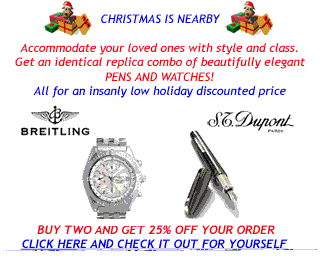 CHRISTMAS IS NEARBY
Accommodate your loved ones with style and class.
Get an identical replica combo of beautifully elegant
PENS AND WATCHES!
All for an insanly low holiday discounted price
BREITLING
S.T. Dupont
PARIS
BUY TWO AND GET 25% OFF YOUR ORDER
CLICK HERE AND CHECK IT OUT FOR YOURSELF